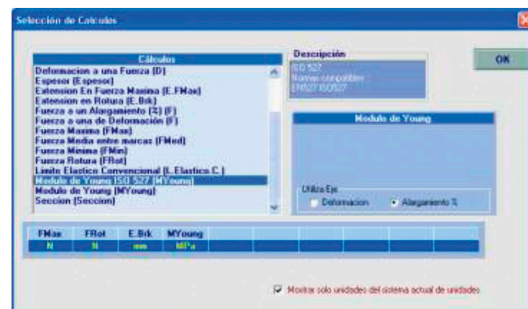 Selección de Calculos
Cálculos
Deformacion a una Fuerza (D)
Espesor (Espesor)
Extension En Fuerza Maxima (E.FMax)
Extension en Rotura (E.Brk)
Fuerza a un Alargamiento (%) (F)
Fuerza a una de Deformación (F)
Fuerza Maxima (FMax)
Fuerza Media entre marcas (FMed)
Fuerza Minima (FMin)
Fuerza Rotura (FRot)
Limite Elastico Convencional (L.Elastico C.)
Modulo de Young ISO 527 (MYoung)
Modulo de Young (MYoung)
Seccion (Seccion)
Descripción
ISO 527
Normas compatibles
EN527 ISO527
OK
Modulo de Young
Utiliza Eje
Deformacion
Alargamiento %
FMax FRot E.Brk MYoung
N N mm MPa
Mostrar solo unidades del sistema actual de unidades